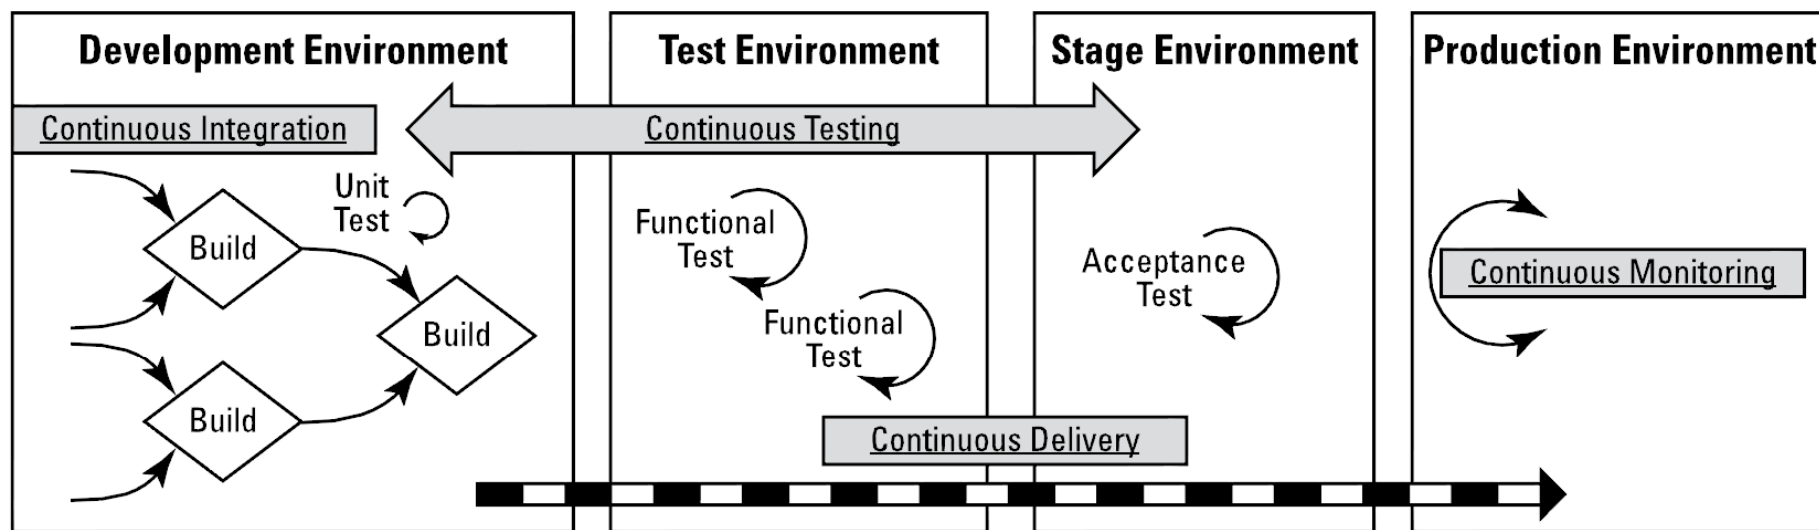 Development Environment
Test Environment
Stage Environment
Production Environment
Continuous Integration
Continuous Testing
Unit
Test
Build
Build
Build
Functional
Test
Functional
Test
Acceptance
Test
Continuous Monitoring
Continuous Delivery